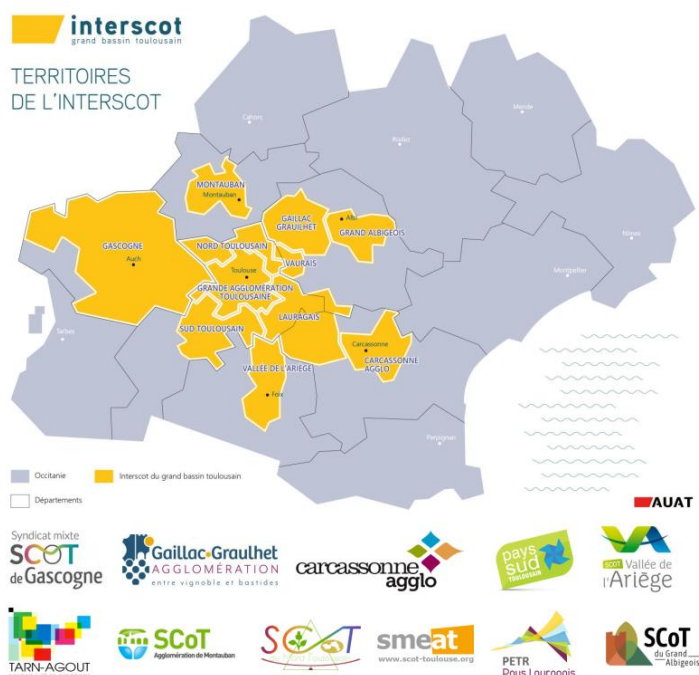 interscot
grand bassin toulousain
TERRITOIRES
DE L'INTERSCOT
Cahors
Rodez
Mende
MONTAUBAN
Montauban
GAILLAC
GRAULHET
Albi
GRAND ALBIGEOIS
GASCOGNE
Auch
NORD TOULOUSAIN
VAURAIS
Toulouse
Nîmes
Montpellier
GRANDE AGGLOMÉRATION
TOULOUSAINE
LAURAGAIS
SUD TOULOUSAIN
Tarbes
Carcassonne
CARCASSONNE
AGGLO
VALLÉE DE L'ARIÈGE
Foix
Perpignan
Occitanie
Interscot du grand bassin toulousain
Départements
AUAT
Syndicat mixte
SCOT
de Gascogne
Gaillac•Graulhet
AGGLOMÉRATION
entre vignoble et bastides
carcassonne
agglo
pays
sud
TOULOUSAIN
SCOT Vallée de
l'Ariège
TARN-AGOUT
SCoT
Agglomération de Montauban
SCOT
Nord Toulousain
smeat
www.scot-toulouse.org
PETR
Pays Lauragais
SCoT
du Grand
Albigeois